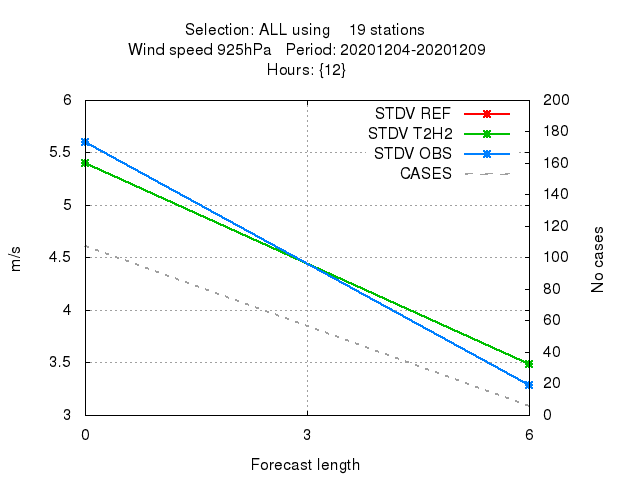 Selection: ALL using 19 stations
Wind speed 925hPa Period: 20201204-20201209
Hours: {12}
6 200
STDV REF
180
STDV T2H2
5.5 STDV OBS 160
CASES
140
5 120
m/s
4.5 100
No cases
80
4 60
40
3.5 20
3 0
0 3 6
Forecast length